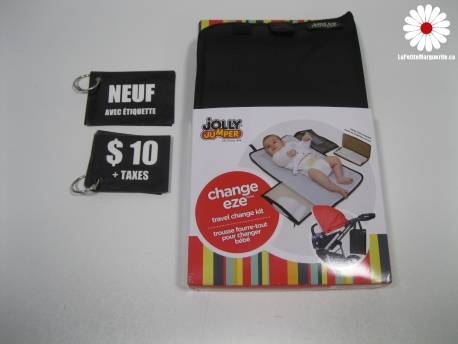 LaPetiteMarguerite.co
NEUF
AVEC ÉTIQUETTE
$ 10
+ TAXES
JOLLY
JUMPER
change
eze
travel change kit
trousse fourre-tout
pour changer
bébé